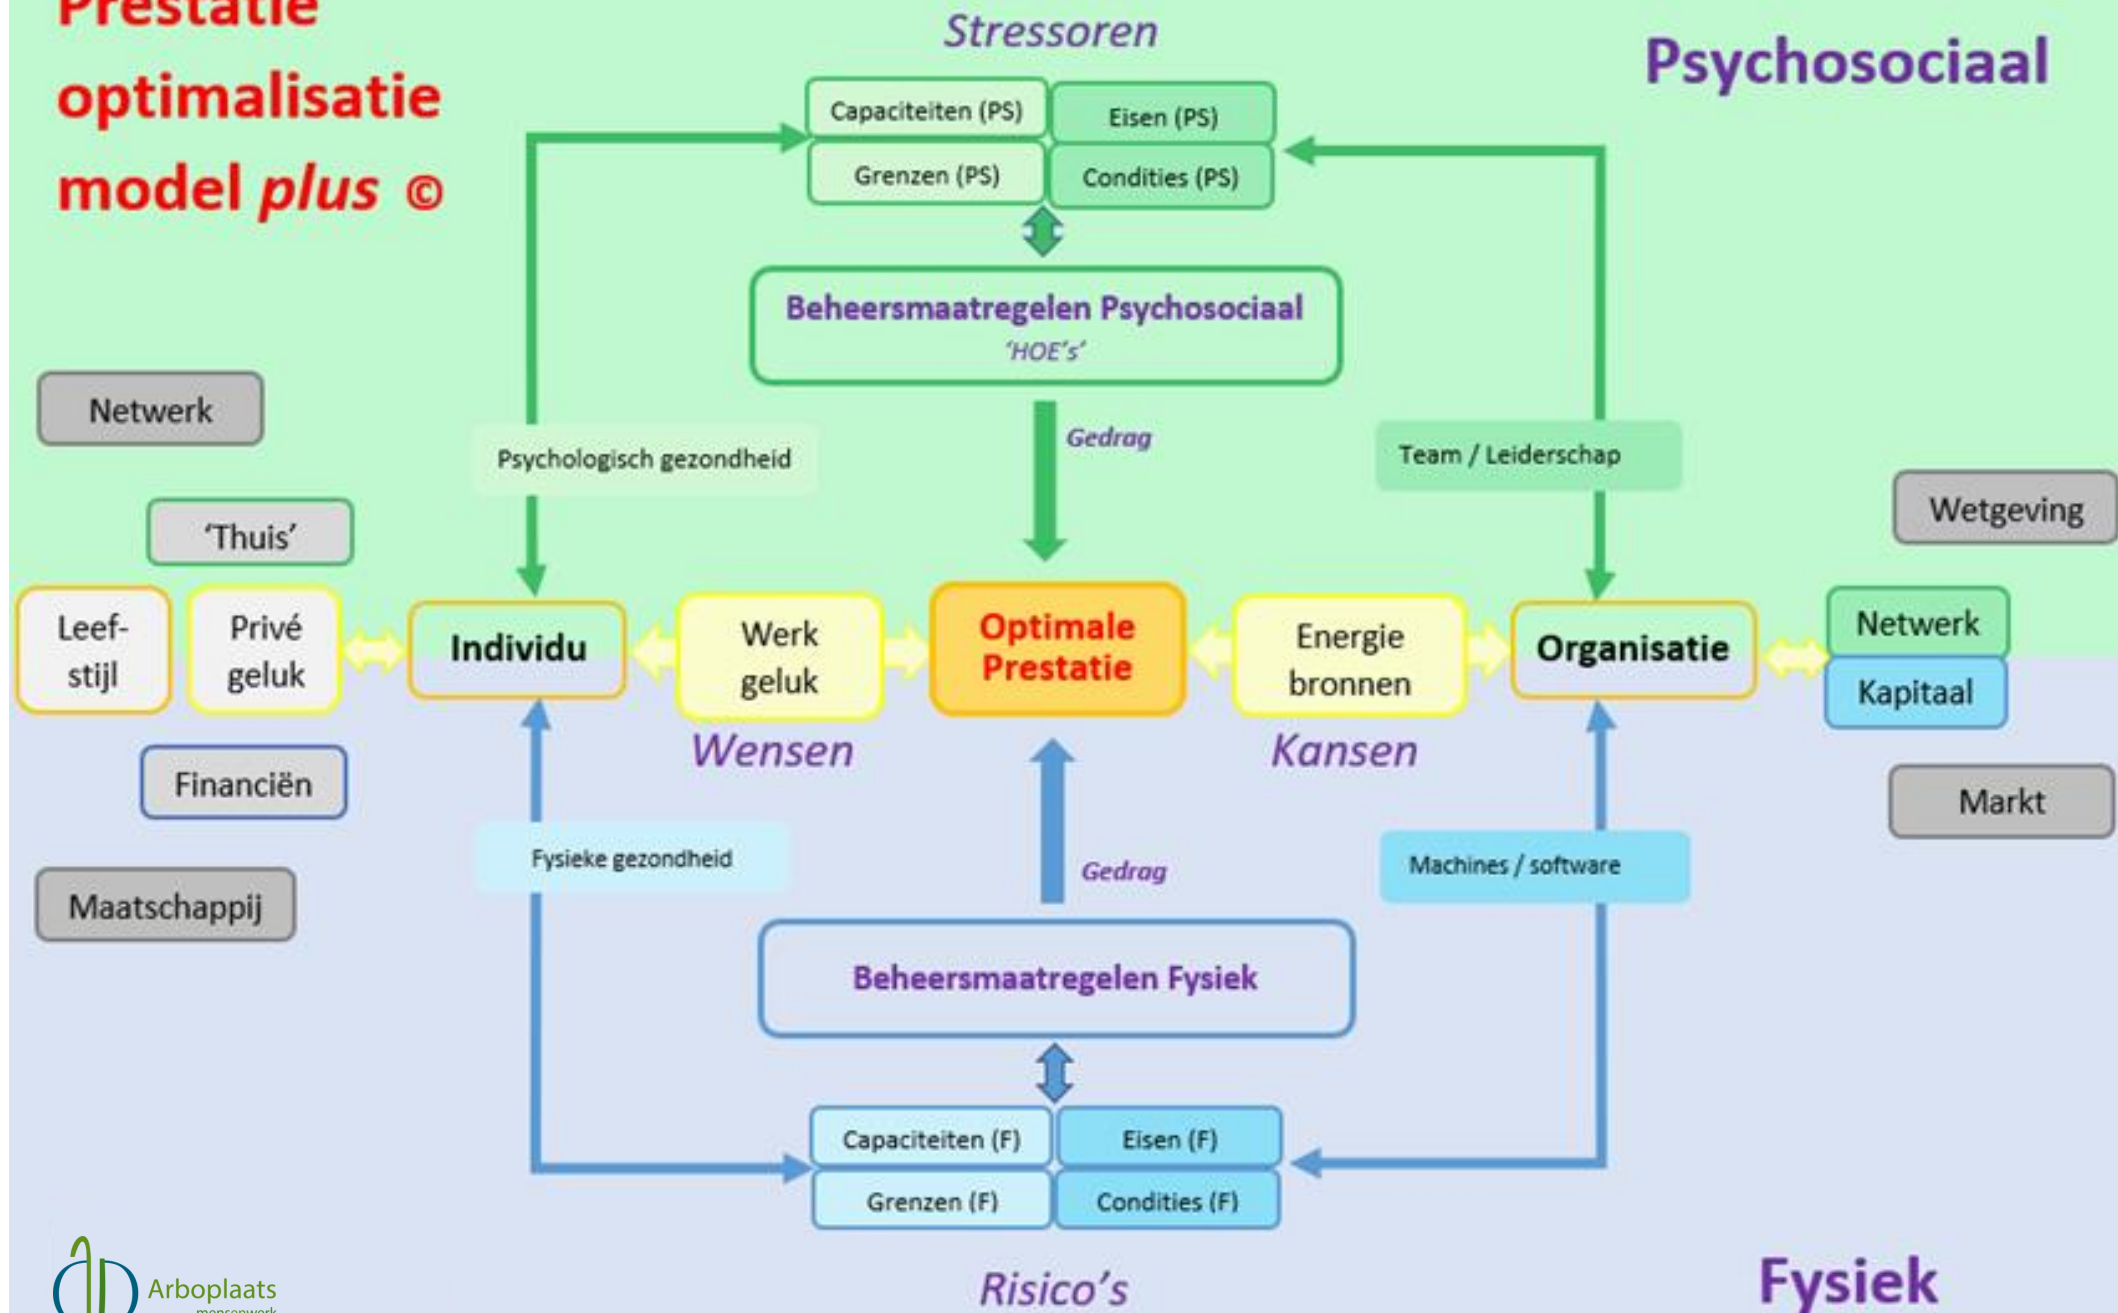 Prestatie
optimalisatie
model plus ©
Stressoren
Psychosociaal
Capaciteiten (PS)
Eisen (PS)
Grenzen (PS)
Condities (PS)
Beheersmaatregelen Psychosociaal
‘HOE’s’
Gedrag
Psychologisch gezondheid
Team / Leiderschap
Netwerk
‘Thuis’
Wetgeving
Leef-
stijl
Privé
geluk
Individu
Werk
geluk
Optimale
Prestatie
Energie
bronnen
Organisatie
Netwerk
Kapitaal
Wensen
Kansen
Financiën
Markt
Maatschappij
Fysieke gezondheid
Gedrag
Machines / software
Beheersmaatregelen Fysiek
Capaciteiten (F)
Eisen (F)
Grenzen (F)
Condities (F)
Risico’s
Fysiek
Arboplaats
mensenwerk